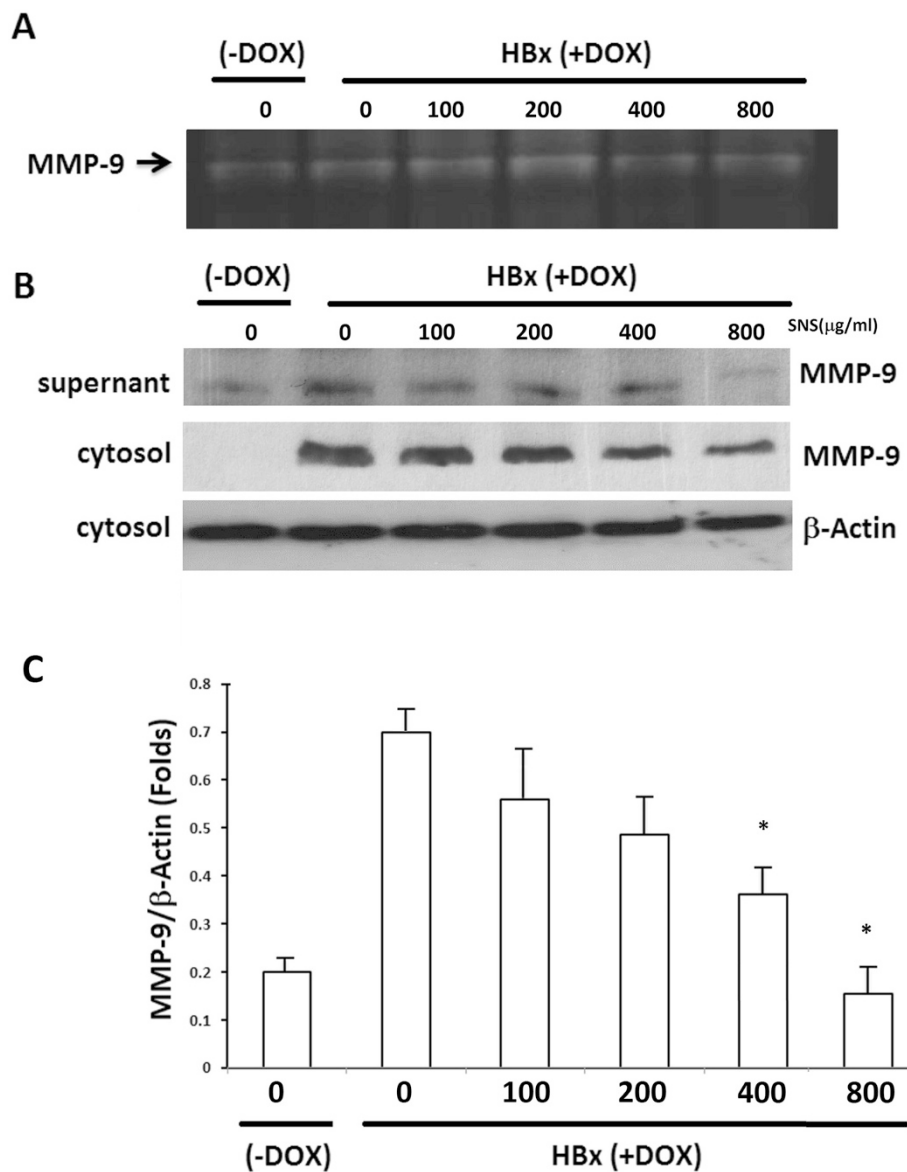 A
(-DOX) HBx (+DOX)
0 0 100 200 400 800
MMP-9
(-DOX) HBx (+DOX)
B
0 0 100 200 400 800 SNS(μg/ml)
supernant MMP-9
cytosol MMP-9
cytosol β-Actin
C
MMP-9/β-Actin (Folds)
0.8
0.7
0.6
0.5
0.4
0.3
0.2
0.1
0
* 
*
0 0 100 200 400 800
(-DOX) HBx (+DOX)